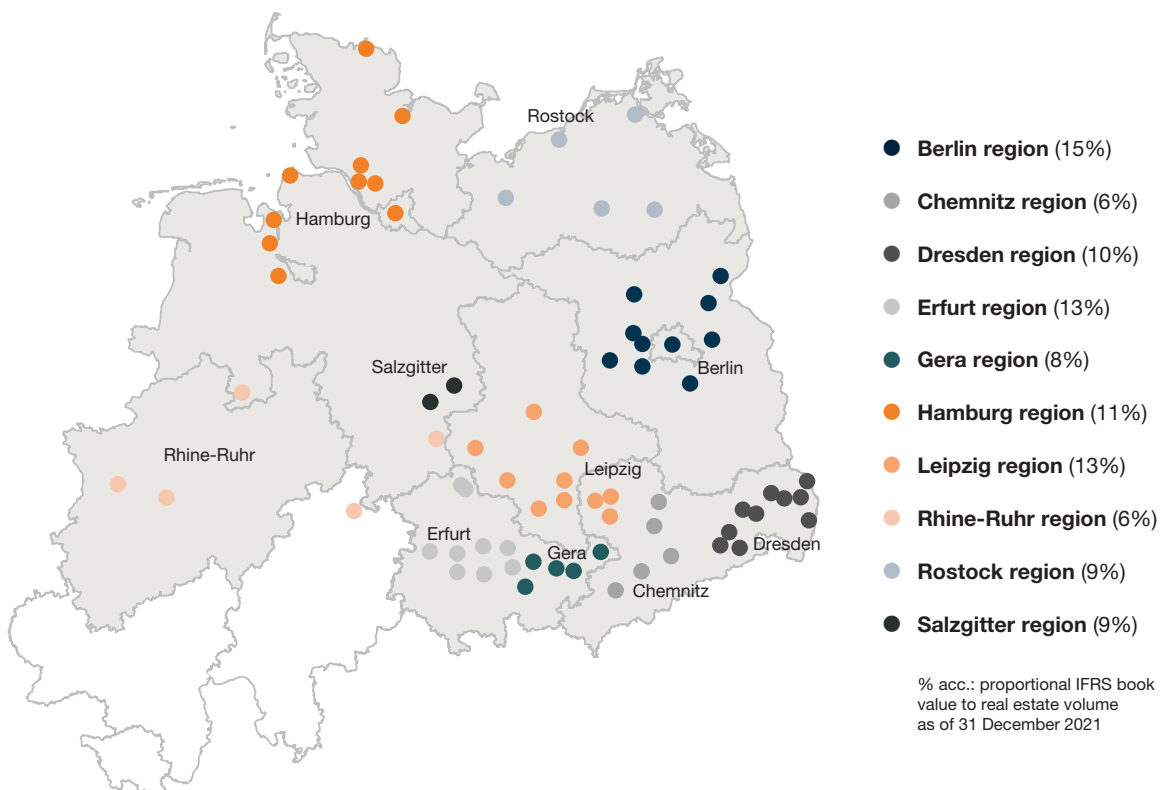 Rostock
Hamburg
Salzgitter
Berlin
Rhine-Ruhr
Leipzig
Erfurt
Gera
Dresden
Chemnitz
Berlin region (15%)
Chemnitz region (6%)
Dresden region (10%)
Erfurt region (13%)
Gera region (8%)
Hamburg region (11%)
Leipzig region (13%)
Rhine-Ruhr region (6%)
Rostock region (9%)
Salzgitter region (9%)
% acc.: proportional IFRS book
value to real estate volume
as of 31 December 2021